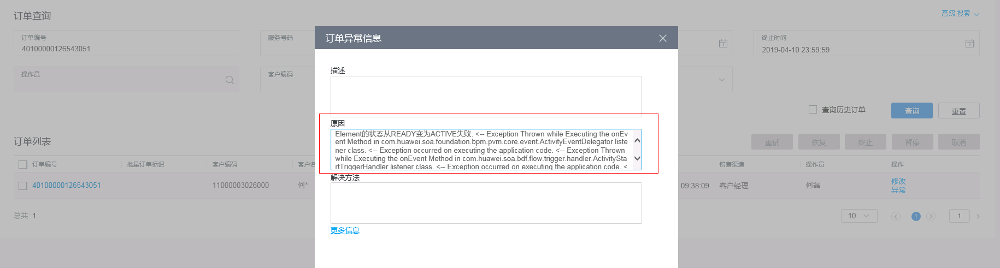 订单查询
高级搜索
订单编号
40100000126543051
服务号码
终止时间
2019-04-10 23:59:59
操作员
客户编码
查询历史订单
查询
重置
订单异常信息
描述
原因
Element的状态从READY变为ACTIVE失败. <-- Exception Thrown while Executing the onEv
ent Method in com.huawei.soa.foundation.bpm.pvm.core.event.ActivityEventDelegator liste
ner class. <-- Exception occurred on executing the application code. <-- Exception Thrown
while Executing the onEvent Method in com.huawei.soa.bdf.flow.trigger.handler.ActivitySta
rtTriggerHandler listener class. <-- Exception occurred on executing the application code. <
解决方法
更多信息
订单列表
重试
恢复
终止
暂停
取消
订单编号
批量订单标识
客户编码
客户名
销售渠道
操作员
操作
40100000126543051
11000003026000
何*
09:38:09
客户经理
何磊
修改
异常
总共: 1
10
1
1